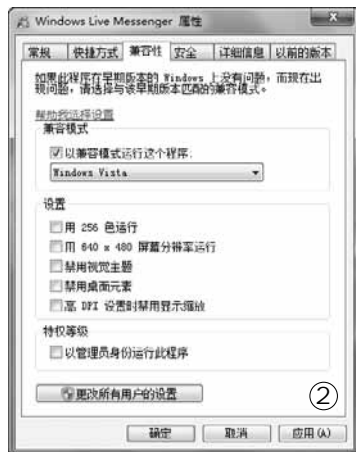 Windows Live Messenger 属性
常规 快捷方式 兼容性 安全 详细信息 以前的版本
如果此程序在早期版本的 Windows 上没有问题，而现在出
现问题，请选择与该早期版本匹配的兼容模式。
帮助我选择设置
兼容模式
以兼容模式运行这个程序：
Windows Vista
设置
用 256 色运行
用 640 x 480 屏幕分辨率运行
禁用视觉主题
禁用桌面元素
高 DPI 设置时禁用显示缩放
特权等级
以管理员身份运行此程序
更改所有用户的设置
②
确定 取消 应用(A)